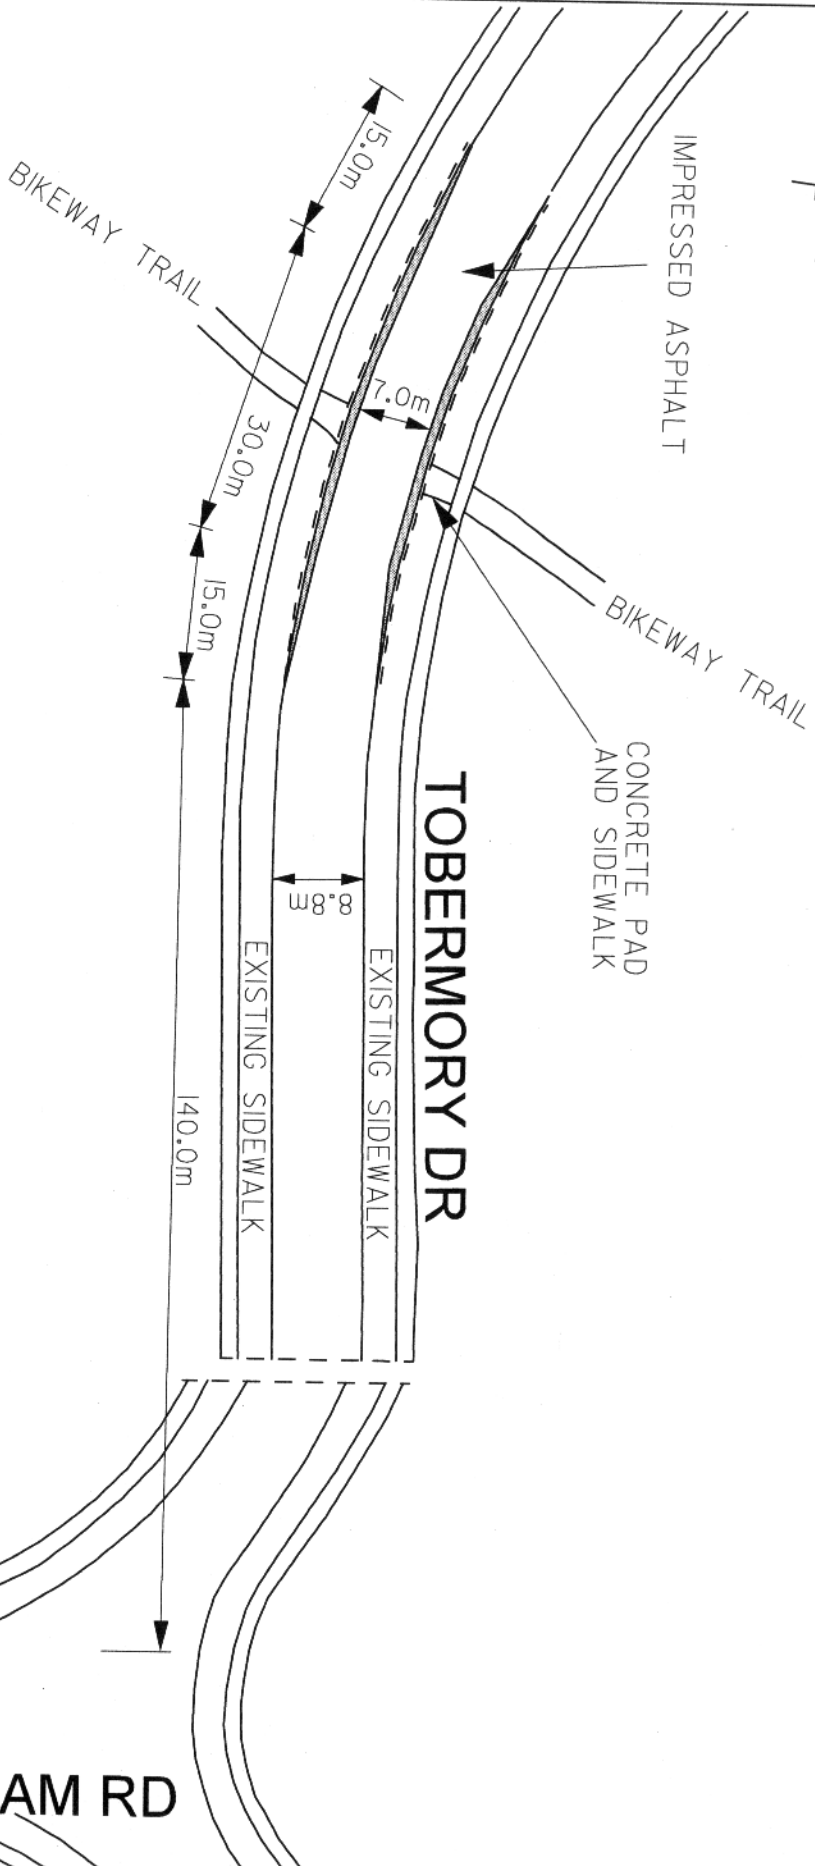 15.0m
BIKEWAY TRAIL
IMPRESSED ASPHALT
7.0m
30.0m
15.0m
BIKEWAY TRAIL
CONCRETE PAD
AND SIDEWALK
TOBERMORY DR
8.8m
EXISTING SIDEWALK
EXISTING SIDEWALK
140.0m
AM RD